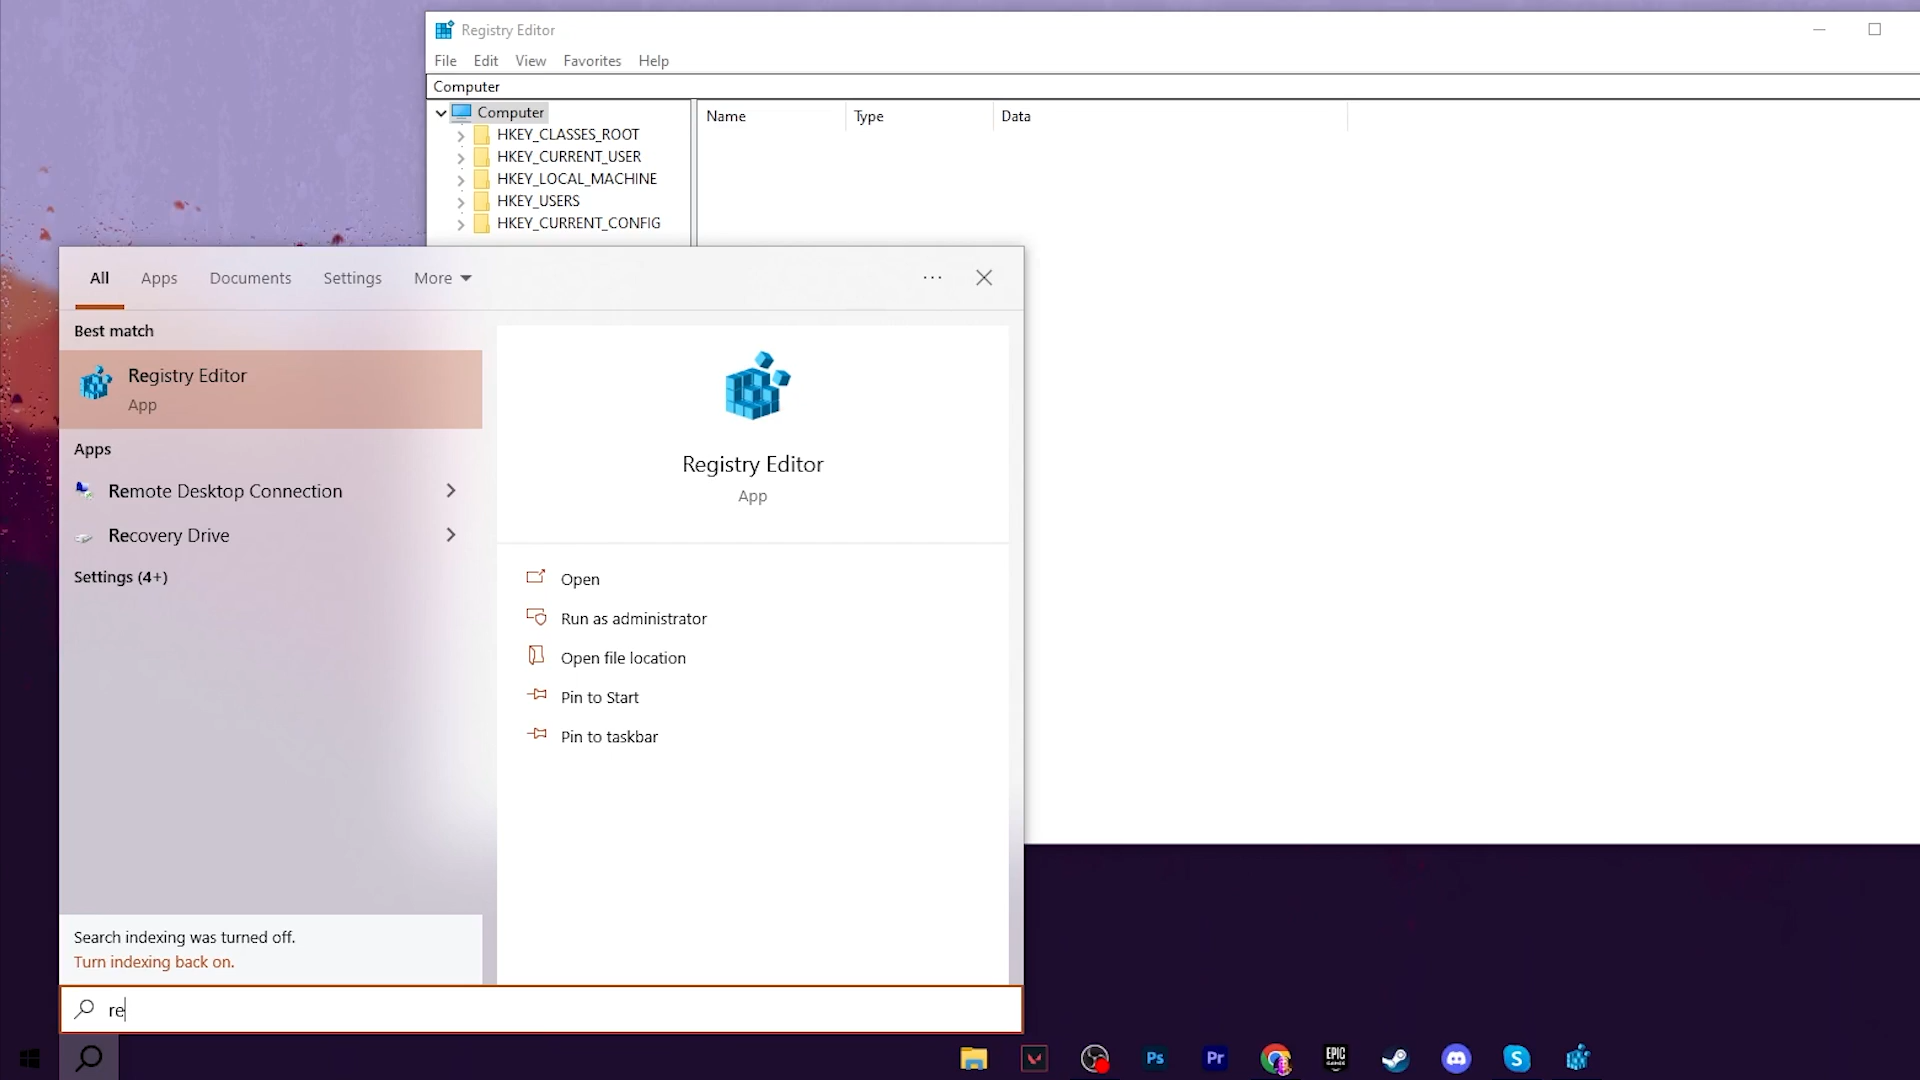 Registry Editor
File Edit View Favorites Help
Computer
Computer
HKEY_CLASSES_ROOT
HKEY_CURRENT_USER
HKEY_LOCAL_MACHINE
HKEY_USERS
HKEY_CURRENT_CONFIG
Name Type Data
All Apps Documents Settings More
Best match
Registry Editor
App
Apps
Remote Desktop Connection
Recovery Drive
Settings (4+)
Registry Editor
App
Open
Run as administrator
Open file location
Pin to Start
Pin to taskbar
Search indexing was turned off.
Turn indexing back on.
re
Ps Pr EPIC GAMES S